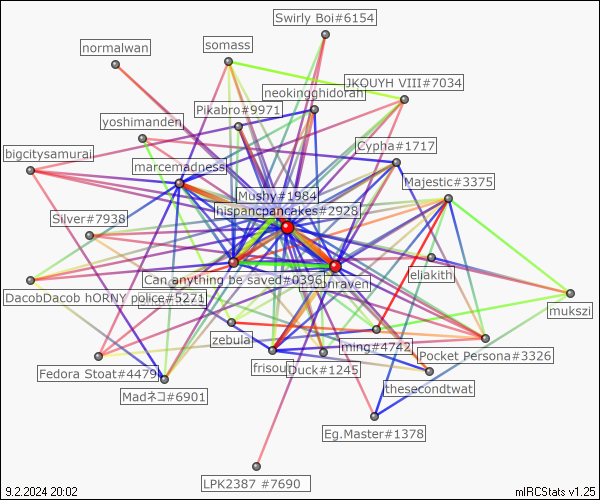 Swirly Boi#6154
normalwan
somass
JKOUYH VIII#7034
neokingghidorah
Pikabro#9971
yoshimanden
Cypha#1717
bigcitysamurai
marcemadness
Majestic#3375
Mushy#1984
hispancpancakes#2928
Silver#7938
eliakith
Can anything be saved#0396
DacobDacob hORNY police#5271
mukszi
zebula
ming#4742
Pocket Persona#3326
frisou
Duck#1245
Fedora Stoat#4479
thesecondtwat
Madネコ#6901
Eg.Master#1378
LPK2387 #7690
9.2.2024 20:02
mIRCStats v1.25